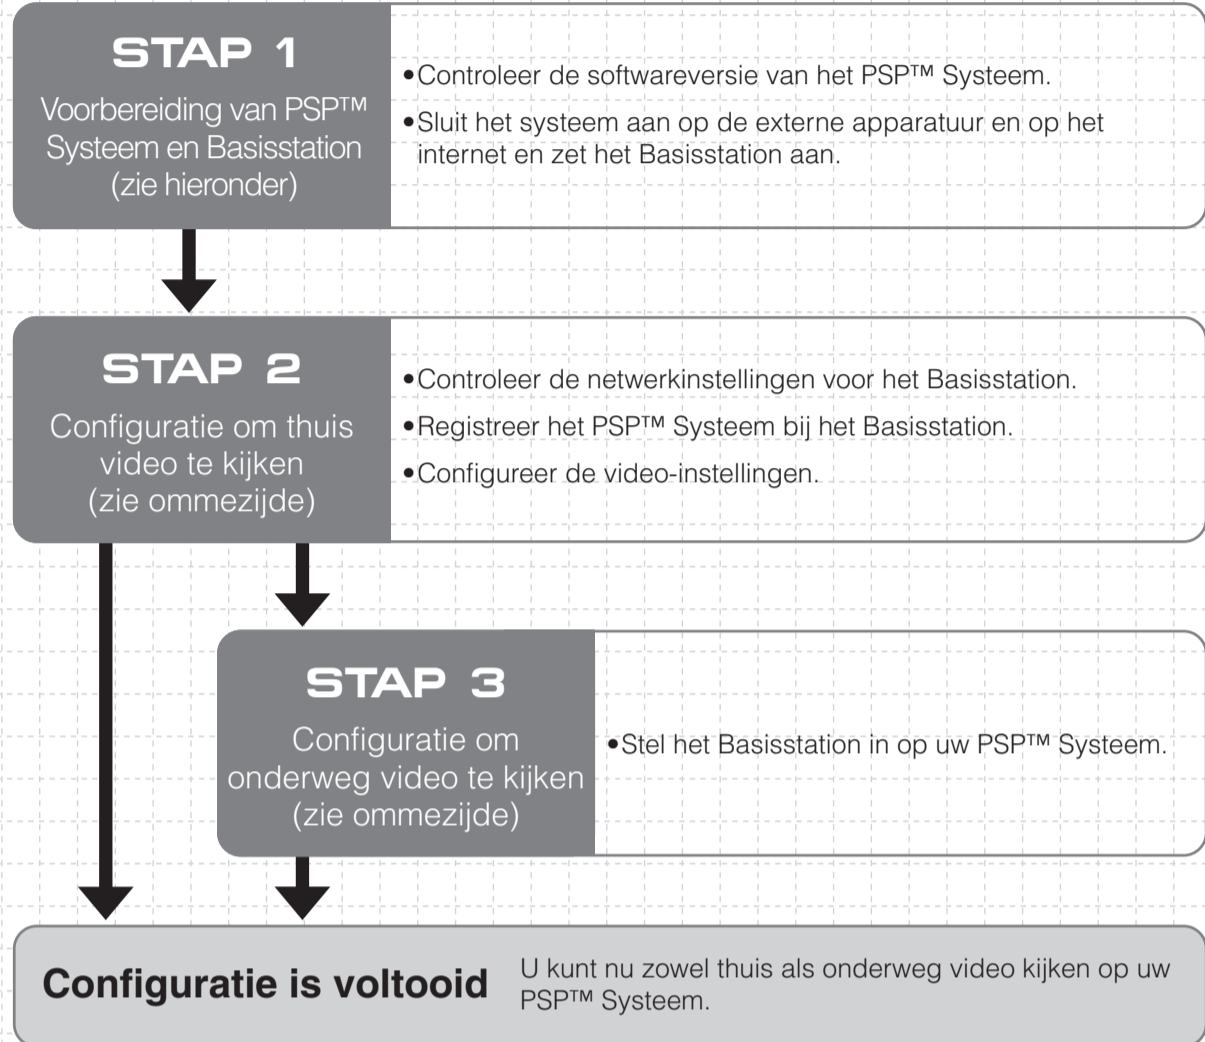 STAP 1
Voorbereiding van PSP™
Systeem en Basisstation
(zie hieronder)
•Controleer de softwareversie van het PSP™ Systeem.
•Sluit het systeem aan op de externe apparatuur en op het
internet en zet het Basisstation aan.
STAP 2
Configuratie om thuis
video te kijken
(zie ommezijde)
•Controleer de netwerkinstellingen voor het Basisstation.
•Registreer het PSP™ Systeem bij het Basisstation.
•Configureer de video-instellingen.
STAP 3
Configuratie om
onderweg video te kijken
(zie ommezijde)
•Stel het Basisstation in op uw PSP™ Systeem.
Configuratie is voltooid
U kunt nu zowel thuis als onderweg video kijken op uw
PSP™ Systeem.